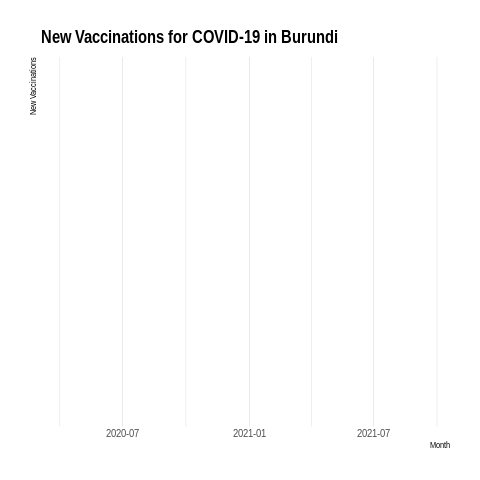 New Vaccinations for COVID-19 in Burundi
New Vaccinations
2020-07
2021-01
2021-07
Month